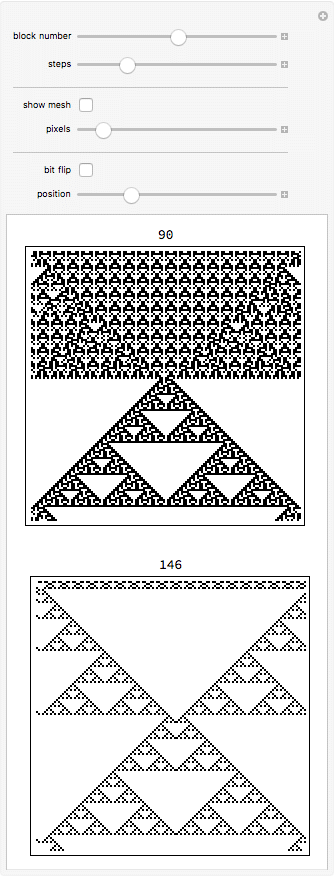 block number
steps
show mesh
pixels
bit flip
position
90
146